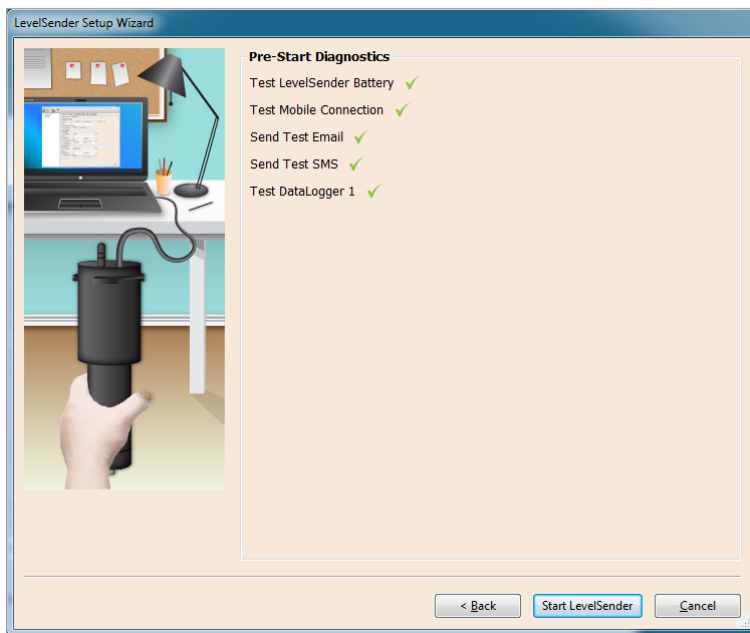 LevelSender Setup Wizard
Pre-Start Diagnostics
Test LevelSender Battery
Test Mobile Connection
Send Test Email
Send Test SMS
Test DataLogger 1
< Back
Start LevelSender
Cancel